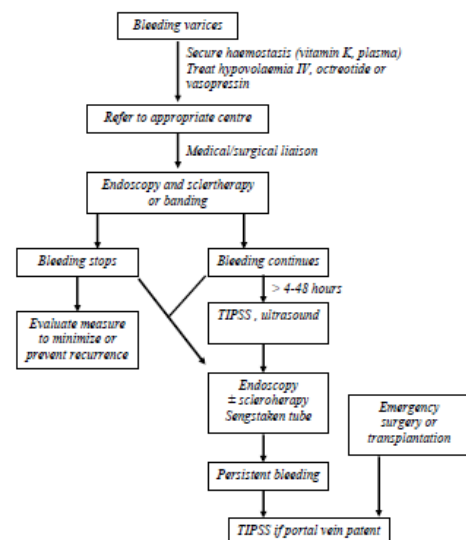 Bleeding varices
Secure haemostasis (vitamin K, plasma)
Treat hypovolaemia IV, octreotide or
vasopressin
Refer to appropriate centre
Medical/surgical liaison
Endoscopy and sclertherapy
or banding
Bleeding stops
Bleeding continues
> 4-48 hours
Evaluate measure
to minimize or
prevent recurrence
TIPSS , ultrasound
Endoscopy
± scleroherapy
Sengstaken tube
Emergency
surgery or
transplantation
Persistent bleeding
TIPSS if portal vein patent